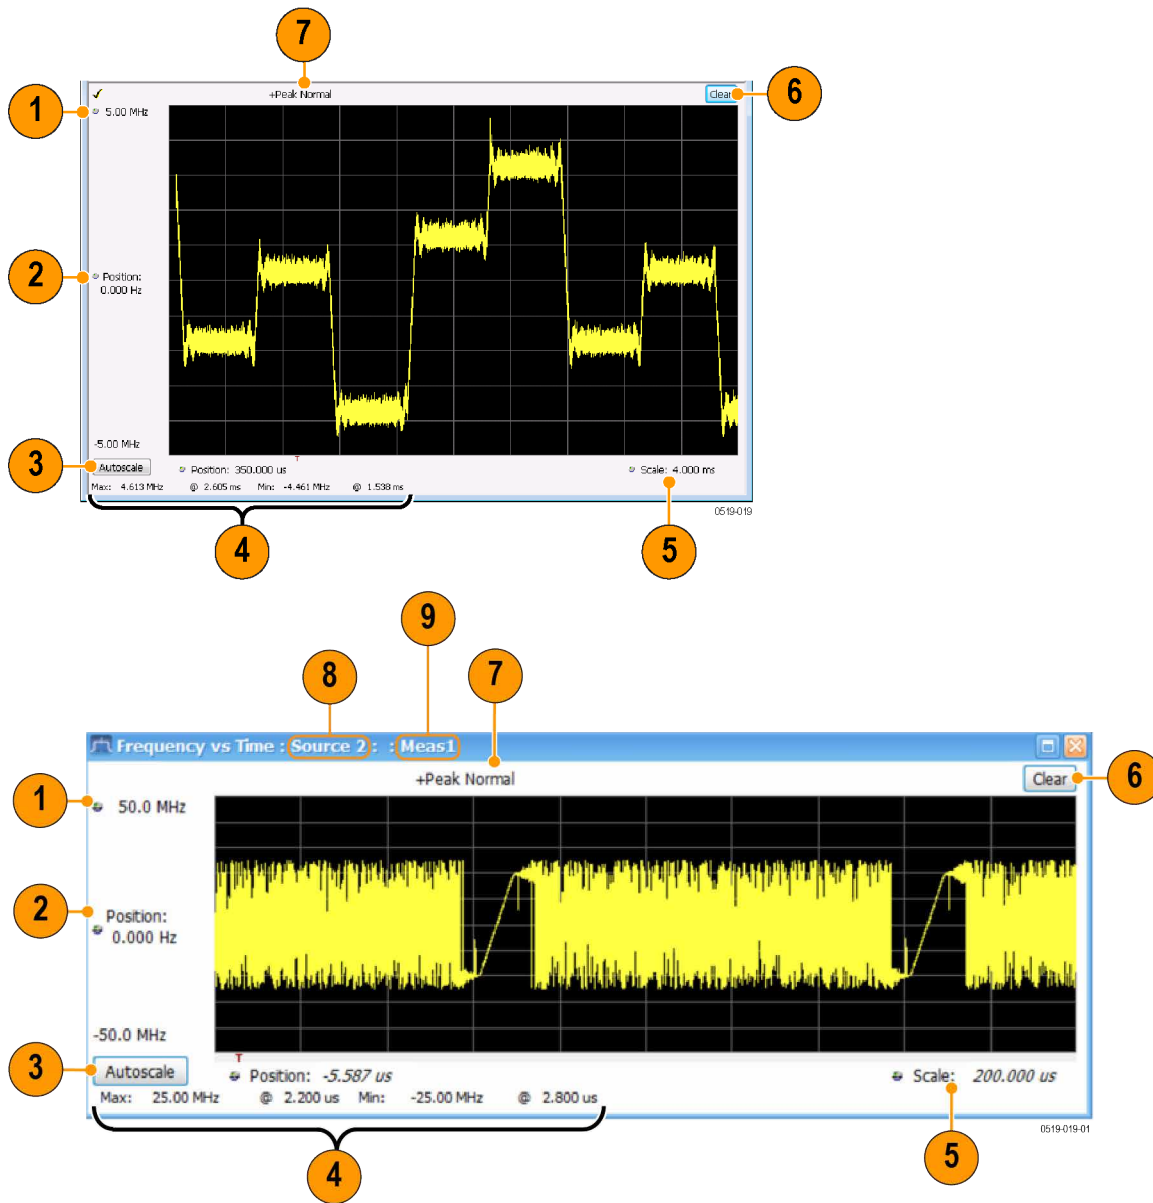 7
+Peak Normal
Clear
6
1
5.00 MHz
2
Position:
0.000 Hz
-5.00 MHz
3
Autoscale
T
Position: 350.000 us
Scale: 4.000 ms
Max: 4.613 MHz @ 2.605 ms Min: -4.461 MHz @ 1.538 ms
0519-019
4
5
9
8
7
Frequency vs Time : Source 2 : : Meas1
+Peak Normal
Clear
6
1
50.0 MHz
2
Position:
0.000 Hz
-50.0 MHz
3
Autoscale
T
Position: -5.587 us
Scale: 200.000 us
Max: 25.00 MHz @ 2.200 us Min: -25.00 MHz @ 2.800 us
0519-019-01
4
5